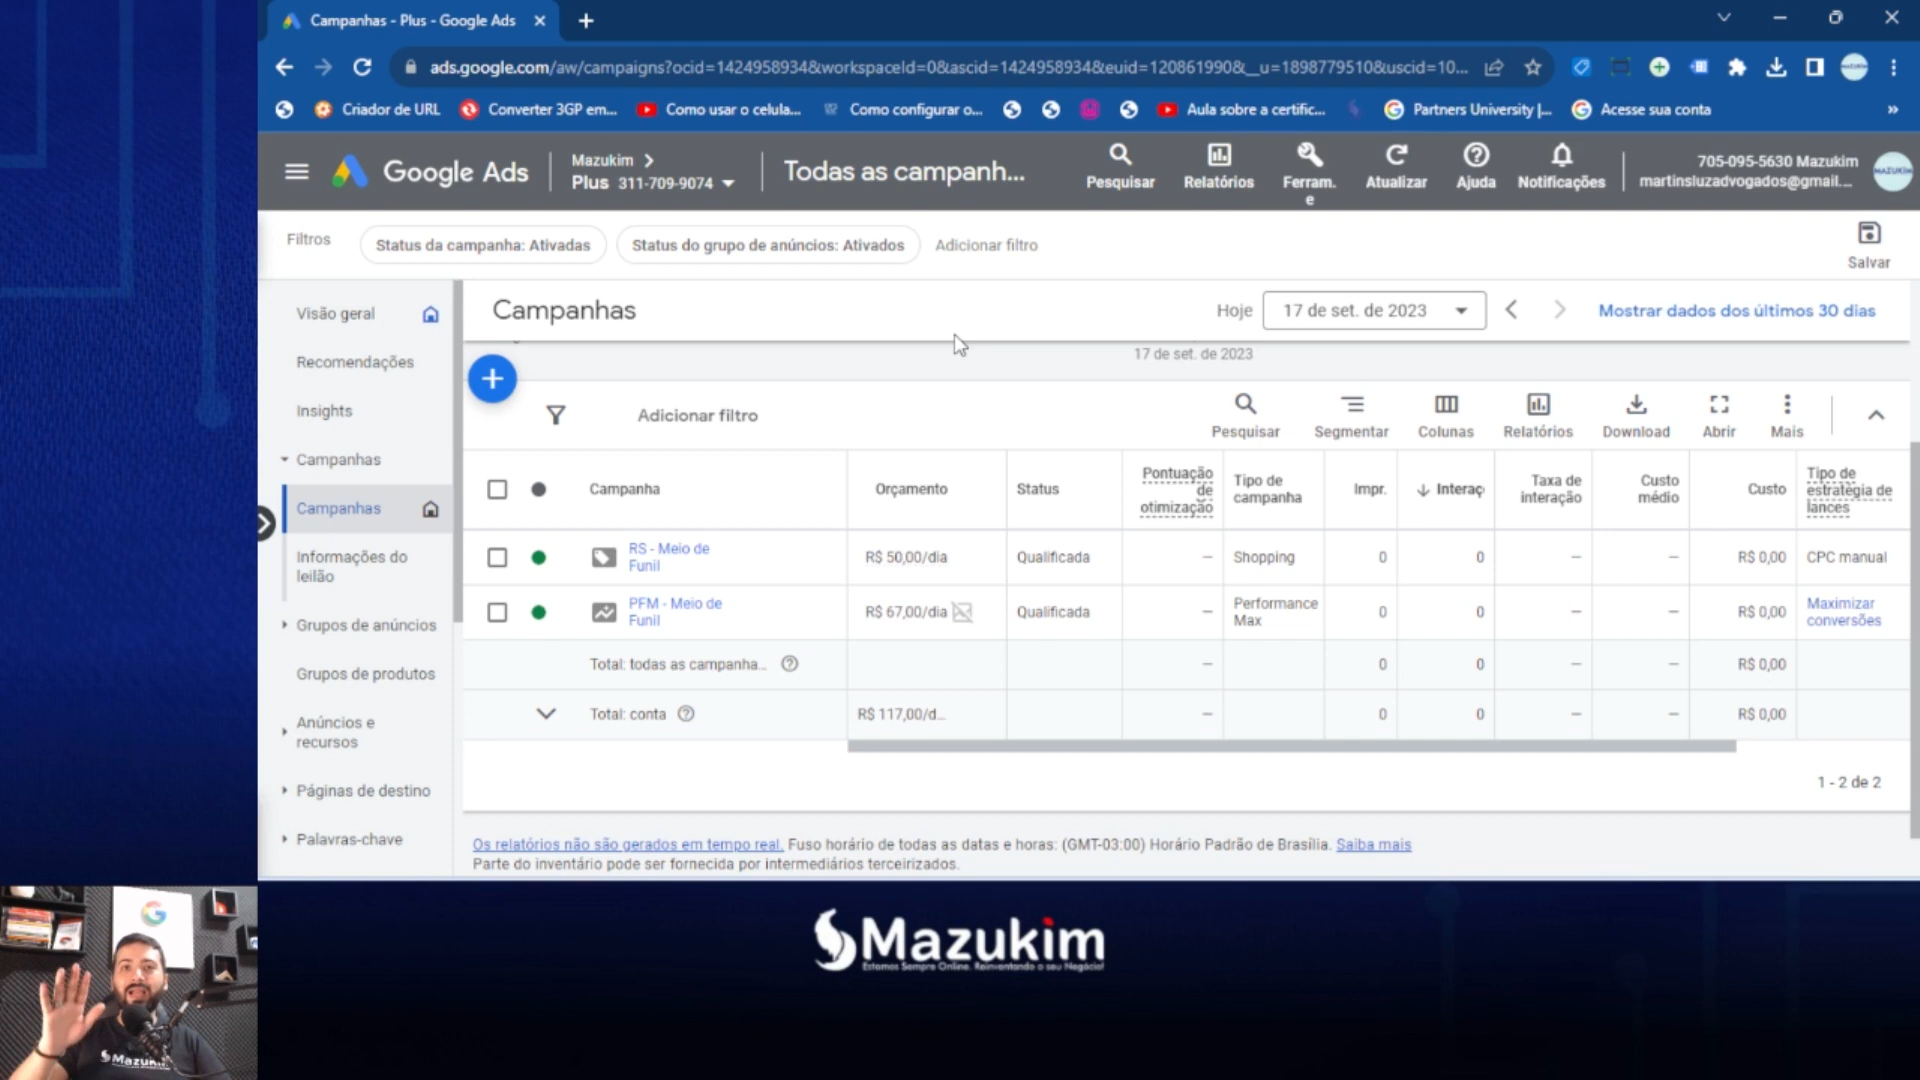 Campanhas - Plus - Google Ads
ads.google.com/aw/campaigns?ocid=1424958934&workspaceId=0&ascid=1424958934&euid=120861990&__u=1898779510&uscid=10...
Criador de URL
Converter 3GP em...
Como usar o celula...
Como configurar o...
Aula sobre a certific...
Partners University |...
Acesse sua conta
»
Google Ads
Mazukim
Plus 311-709-9074
Todas as campanh...
Pesquisar
Relatórios
Ferram.
e
Atualizar
Ajuda
Notificações
705-095-5630 Mazukim
martinsluzadvogados@gmail....
Filtros
Status da campanha: Ativadas
Status do grupo de anúncios: Ativados
Adicionar filtro
Salvar
Visão geral
Recomendações
Insights
Campanhas
Campanhas
Informações do
leilão
Grupos de anúncios
Grupos de produtos
Anúncios e
recursos
Páginas de destino
Palavras-chave
Campanhas
Hoje
17 de set. de 2023
Mostrar dados dos últimos 30 dias
17 de set. de 2023
Adicionar filtro
Pesquisar
Segmentar
Colunas
Relatórios
Download
Abrir
Mais
Campanha
Orçamento
Status
Pontuação
de
otimização
Tipo de
campanha
Impr.
Interaç
Taxa de
interação
Custo
médio
Custo
Tipo de
estratégia de
lances
RS - Meio de
Funil
R$ 50,00/dia
Qualificada
–
Shopping
0
0
–
–
R$ 0,00
CPC manual
PFM - Meio de
Funil
R$ 67,00/dia
Qualificada
–
Performance
Max
0
0
–
–
R$ 0,00
Maximizar
conversões
Total: todas as campanha...
–
0
0
–
–
R$ 0,00
Total: conta
R$ 117,00/d...
–
0
0
–
–
R$ 0,00
1 - 2 de 2
Os relatórios não são gerados em tempo real. Fuso horário de todas as datas e horas: (GMT-03:00) Horário Padrão de Brasília. Saiba mais
Parte do inventário pode ser fornecida por intermediários terceirizados.
Mazukim
Estamos Sempre Online. Reinventando o seu Negócio!